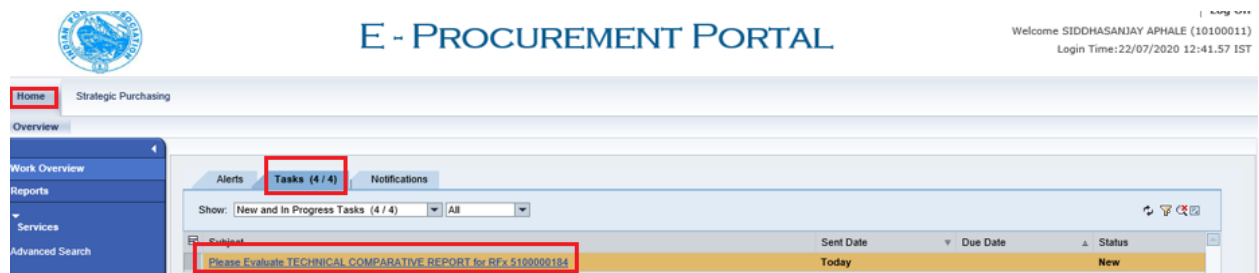 E - PROCUREMENT PORTAL
Log Off
Welcome SIDDHASANJAY APHALE (10100011)
Login Time:22/07/2020 12:41.57 IST
Home Strategic Purchasing
Overview
Work Overview
Reports
Services
Advanced Search
Alerts Tasks (4 / 4) Notifications
Show: New and In Progress Tasks (4 / 4) All
Subject Sent Date Due Date Status
Please Evaluate TECHNICAL COMPARATIVE REPORT for RFx 5100000184 Today New